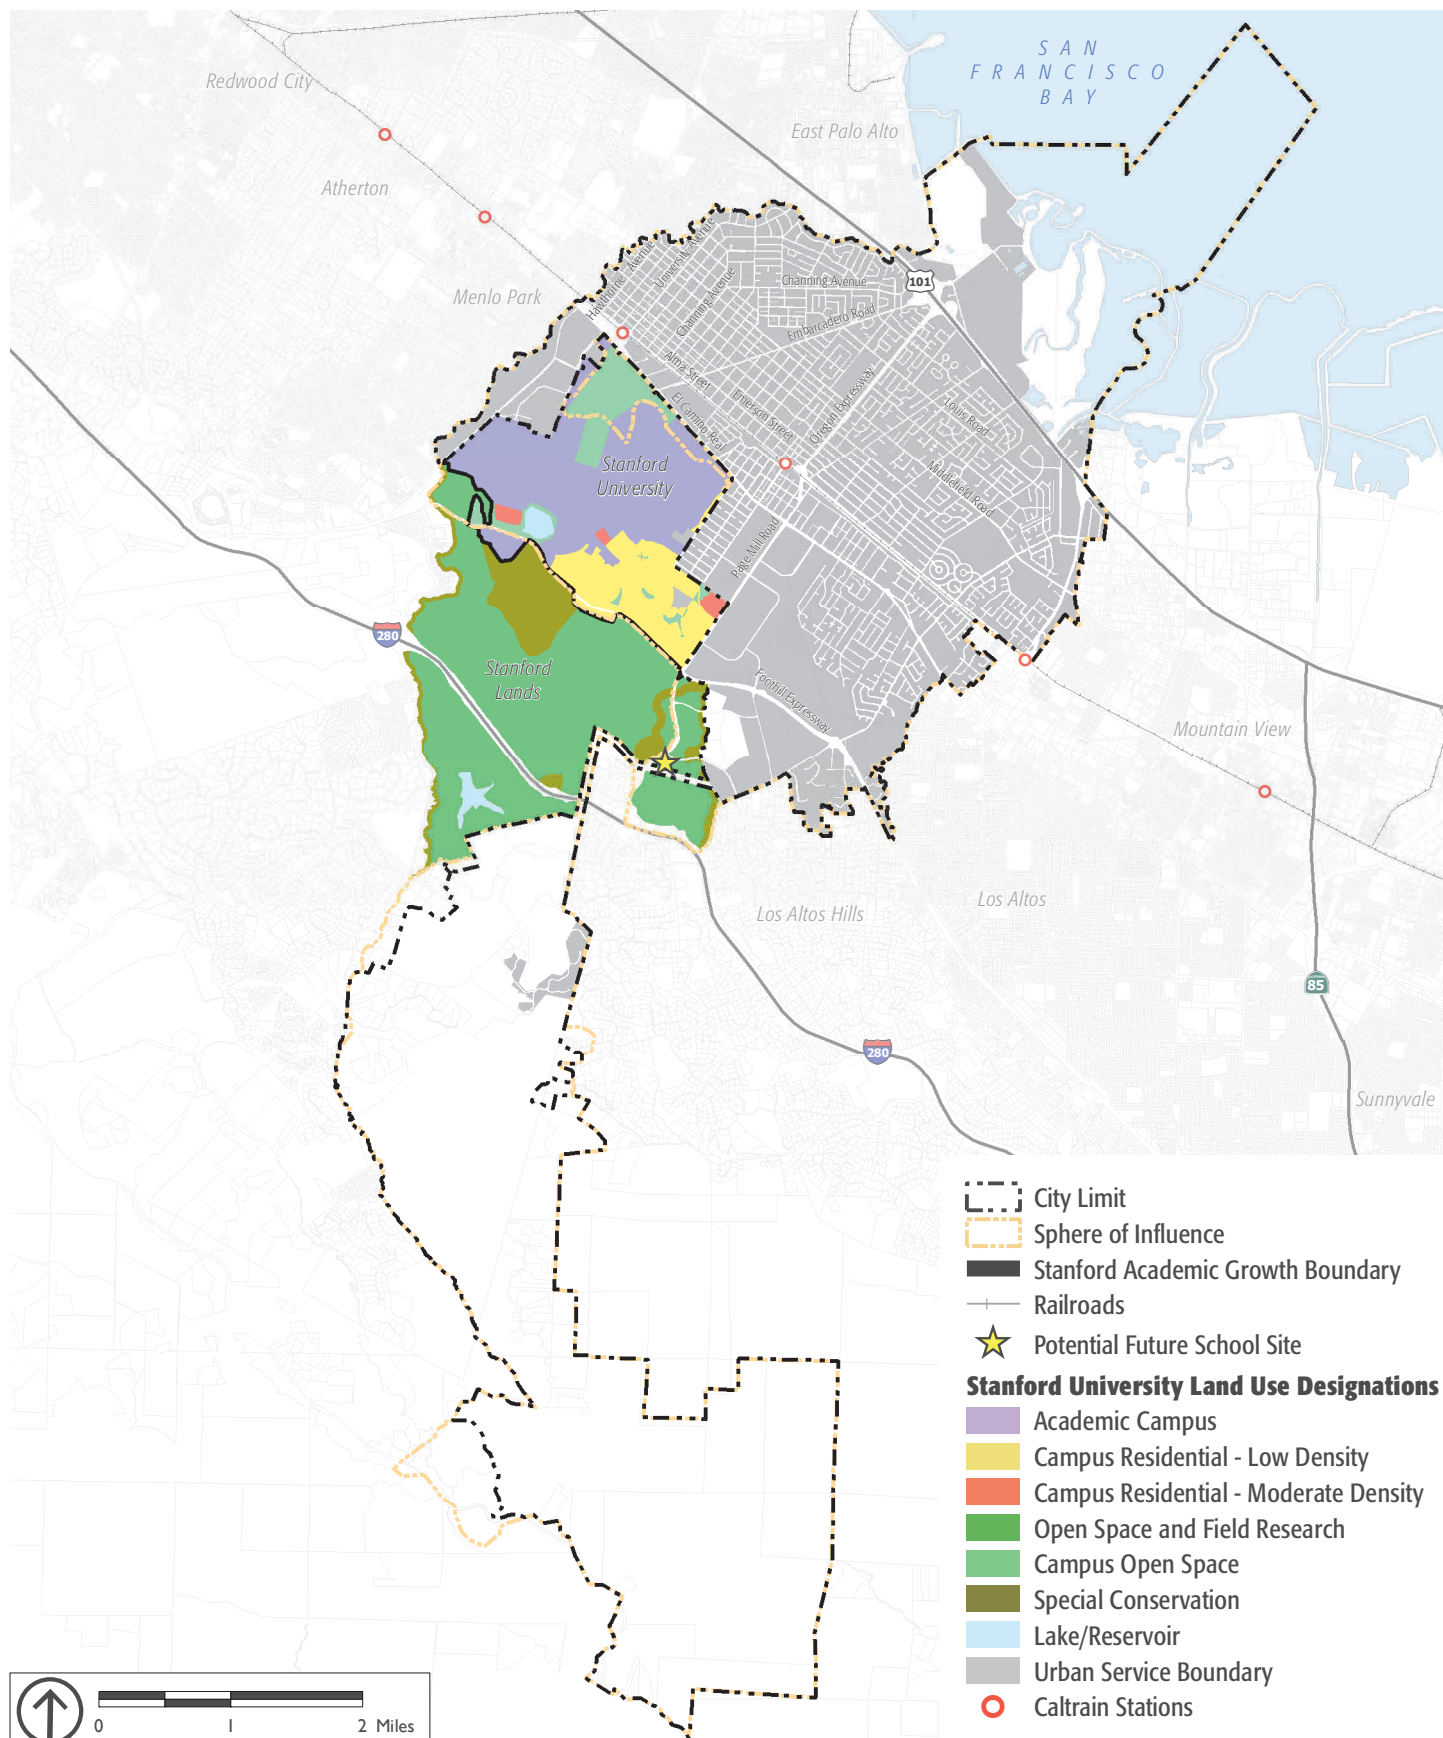 SAN
FRANCISCO
BAY
Redwood City
East Palo Alto
Atherton
Menlo Park
Hawthorne Avenue
University Avenue
Channing Avenue
Channing Avenue
101
Embarcadero Road
Alma Street
El Camino Real
Emerson Street
Oregon Expressway
Louis Road
Middlefield Road
Stanford
University
Page Mill Road
280
Stanford
Lands
Foothill Expressway
Mountain View
Los Altos
Los Altos Hills
85
280
Sunnyvale
City Limit
Sphere of Influence
Stanford Academic Growth Boundary
Railroads
Potential Future School Site
Stanford University Land Use Designations
Academic Campus
Campus Residential - Low Density
Campus Residential - Moderate Density
Open Space and Field Research
Campus Open Space
Special Conservation
Lake/Reservoir
Urban Service Boundary
Caltrain Stations
0 1 2 Miles